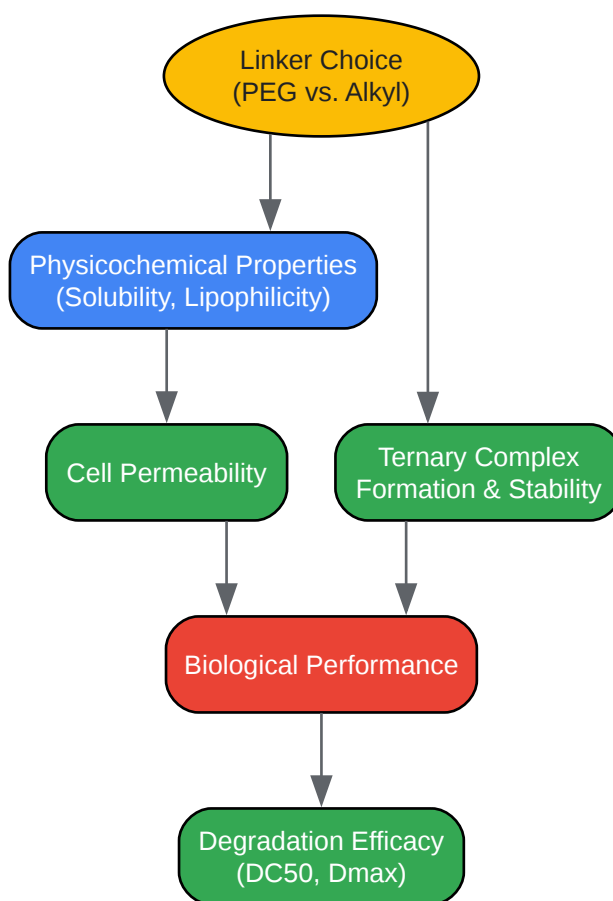 Linker Choice
(PEG vs. Alkyl)
Physicochemical Properties
(Solubility, Lipophilicity)
Cell Permeability
Ternary Complex
Formation & Stability
Biological Performance
Degradation Efficacy
(DC50, Dmax)